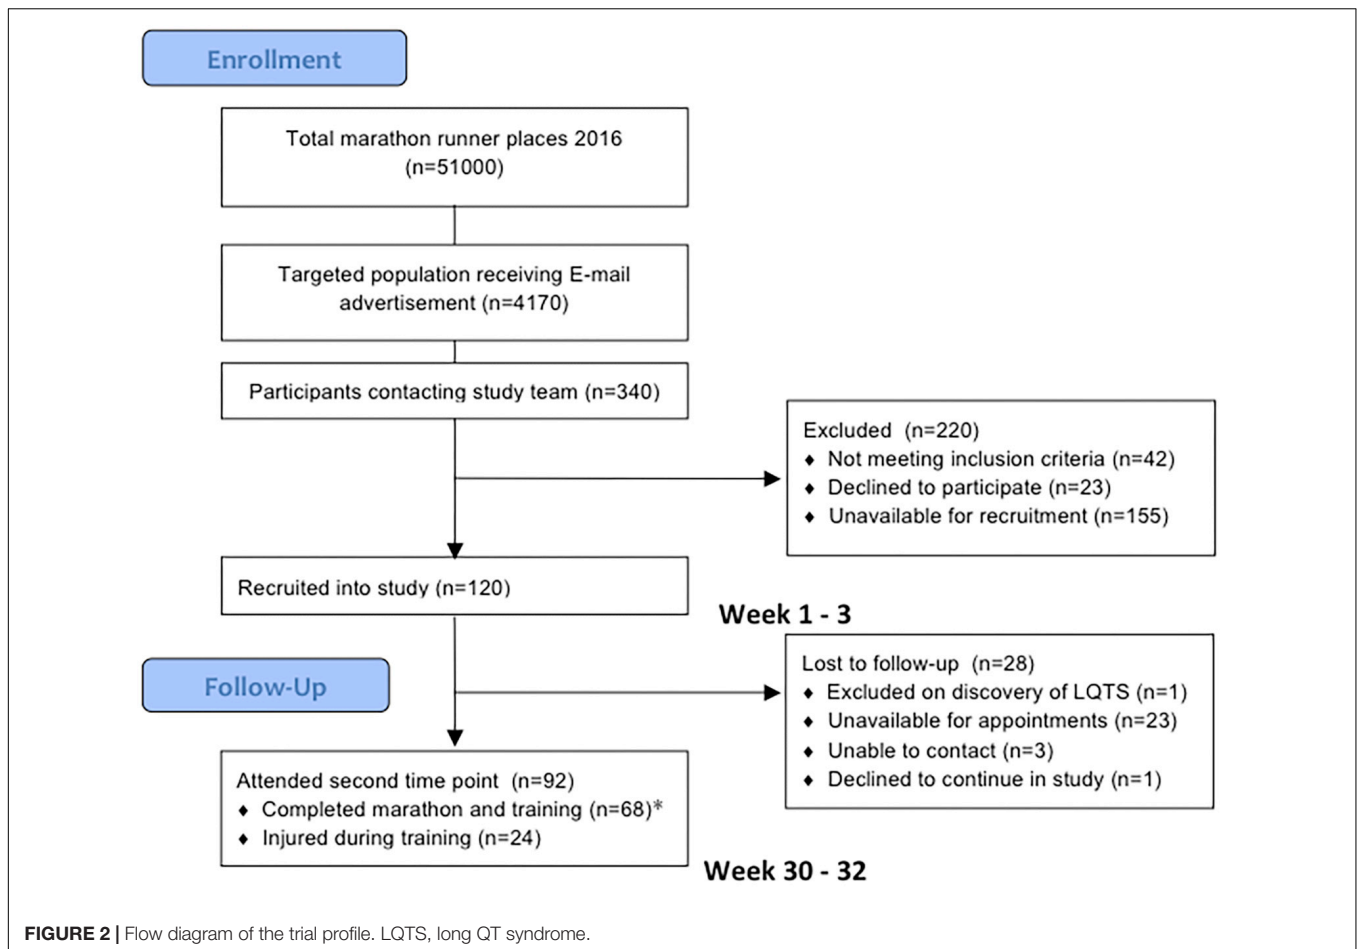 Enrollment
Total marathon runner places 2016
(n=51000)
Targeted population receiving E-mail
advertisement (n=4170)
Participants contacting study team (n=340)
Excluded (n=220)
♦ Not meeting inclusion criteria (n=42)
♦ Declined to participate (n=23)
♦ Unavailable for recruitment (n=155)
Recruited into study (n=120)
Week 1 - 3
Follow-Up
Lost to follow-up (n=28)
♦ Excluded on discovery of LQTS (n=1)
♦ Unavailable for appointments (n=23)
♦ Unable to contact (n=3)
♦ Declined to continue in study (n=1)
Attended second time point (n=92)
♦ Completed marathon and training (n=68)*
♦ Injured during training (n=24)
Week 30 - 32
FIGURE 2 | Flow diagram of the trial profile. LQTS, long QT syndrome.